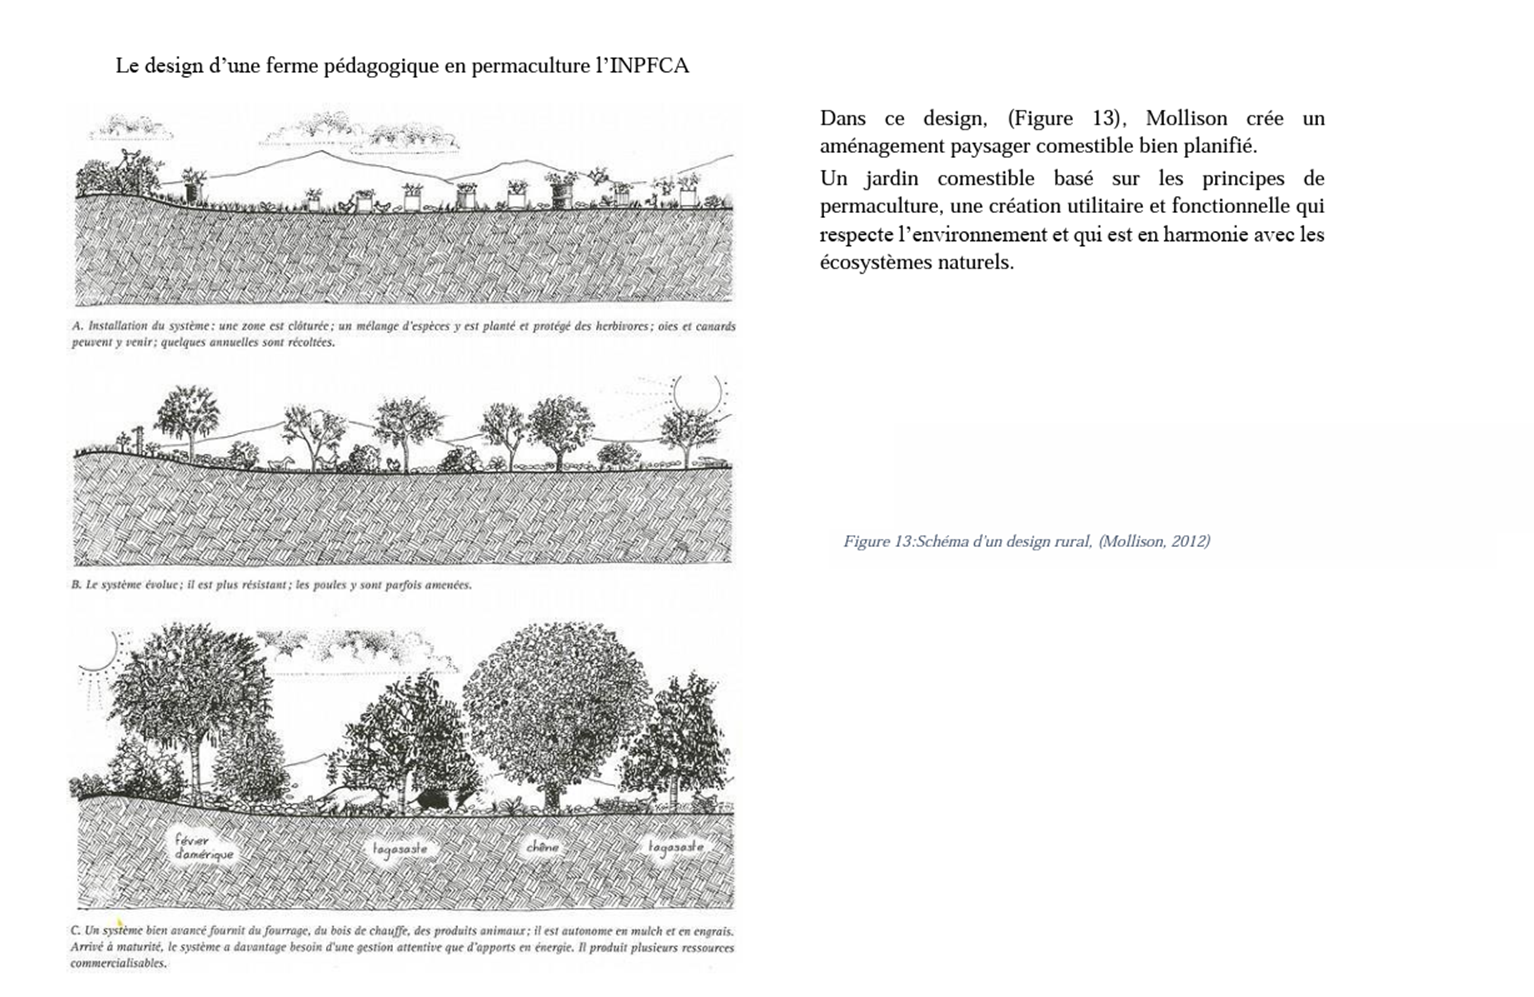 Le design d’une ferme pédagogique en permaculture l’INPFCA
A. Installation du système : une zone est clôturée ; un mélange d'espèces y est planté et protégé des herbivores ; oies et canards
peuvent y venir ; quelques annuelles sont récoltées.
B. Le système évolue ; il est plus résistant ; les poules y sont parfois amenées.
févier
d'amérique
tagasaste
chêne
tagasaste
C. Un système bien avancé fournit du fourrage, du bois de chauffe, des produits animaux ; il est autonome en mulch et en engrais.
Arrivé à maturité, le système a davantage besoin d'une gestion attentive que d'apports en énergie. Il produit plusieurs ressources
commercialisables.
Dans ce design, (Figure 13), Mollison crée un
aménagement paysager comestible bien planifié.
Un jardin comestible basé sur les principes de
permaculture, une création utilitaire et fonctionnelle qui
respecte l’environnement et qui est en harmonie avec les
écosystèmes naturels.
Figure 13:Schéma d’un design rural, (Mollison, 2012)